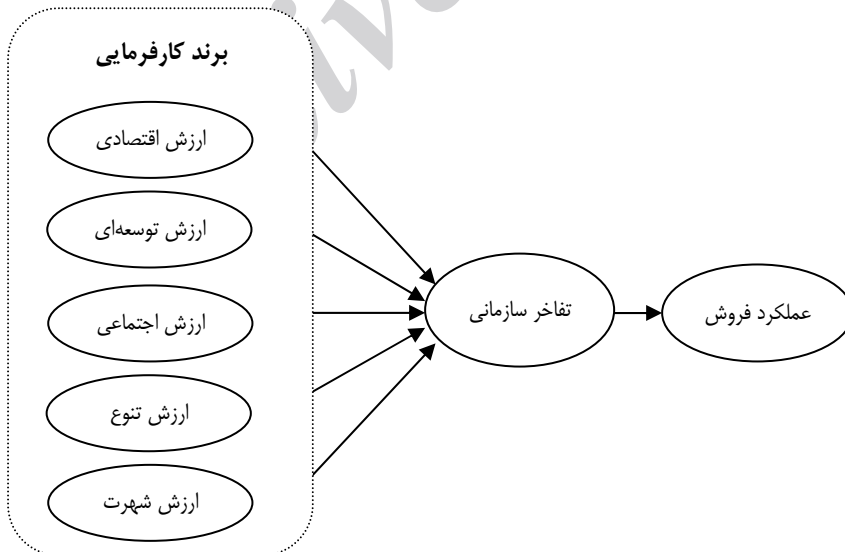 برند کارفرمایی
ارزش اقتصادی
ارزش توسعه‌ای
ارزش اجتماعی
ارزش تنوع
ارزش شهرت
تفاخر سازمانی
عملکرد فروش